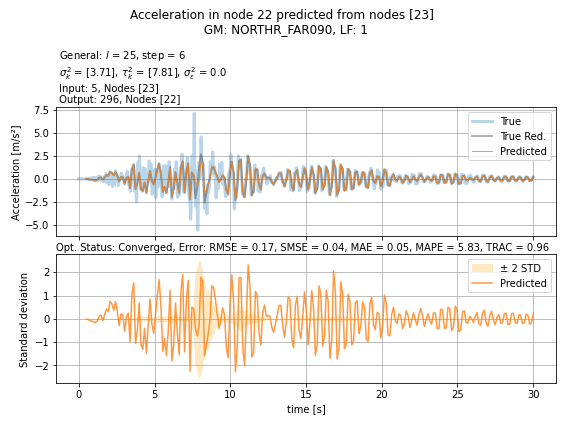 Acceleration in node 22 predicted from nodes [23]
GM: NORTHR_FAR090, LF: 1
General: l = 25, step = 6
σ²ₖ = [3.71], τ²ₖ = [7.81], σ²ε = 0.0
Input: 5, Nodes [23]
Output: 296, Nodes [22]
Acceleration [m/s²]
7.5
5.0
2.5
0.0
−2.5
−5.0
True
True Red.
Predicted
Opt. Status: Converged, Error: RMSE = 0.17, SMSE = 0.04, MAE = 0.05, MAPE = 5.83, TRAC = 0.96
Standard deviation
2
1
0
−1
−2
± 2 STD
Predicted
0 5 10 15 20 25 30
time [s]